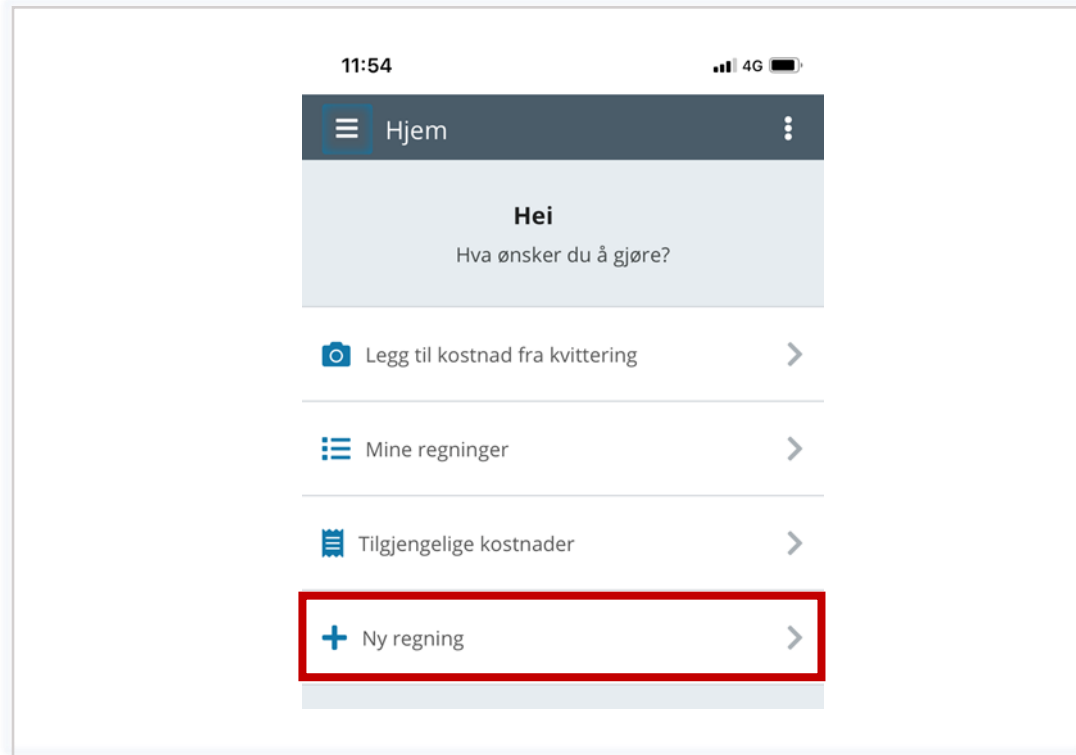 11:54
4G
Hjem
Hei
Hva ønsker du å gjøre?
Legg til kostnad fra kvittering
Mine regninger
Tilgjengelige kostnader
Ny regning